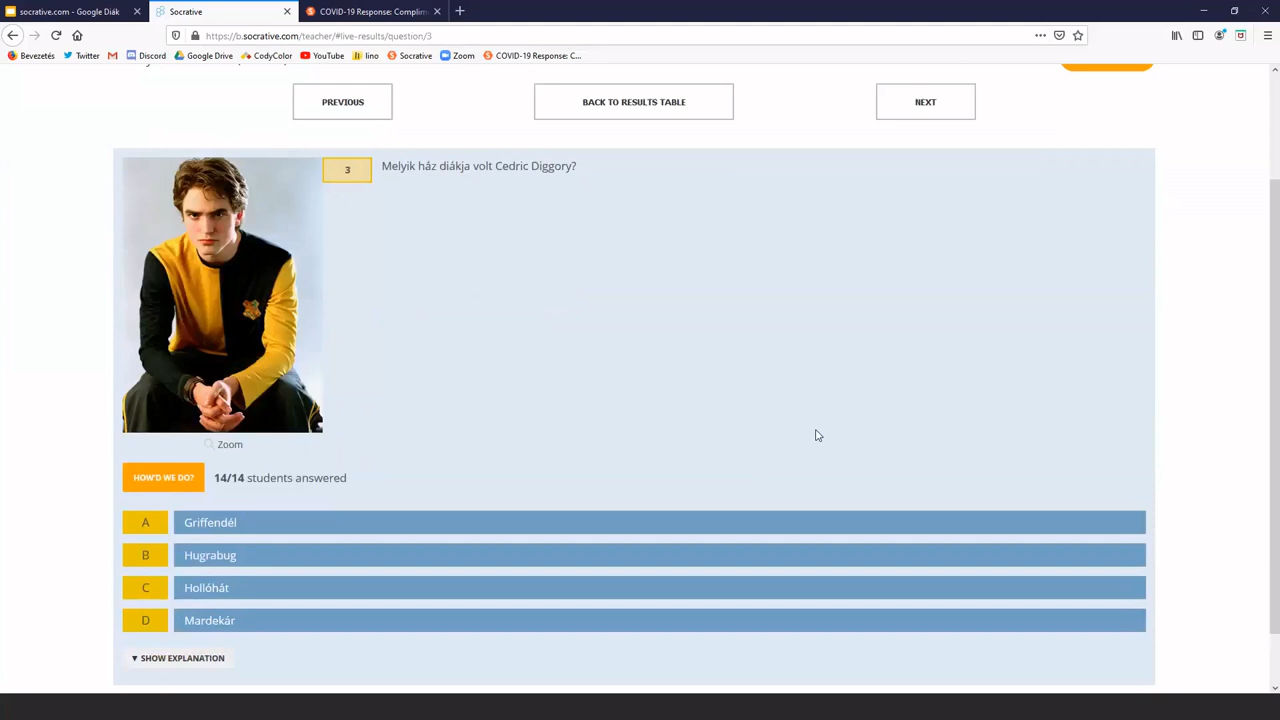 socrative.com - Google Diák
Socrative
COVID-19 Response: Complim
https://b.socrative.com/teacher/#live-results/question/3
Bevezetés
Twitter
Discord
Google Drive
CodyColor
YouTube
lino
Socrative
Zoom
COVID-19 Response: C...
PREVIOUS
BACK TO RESULTS TABLE
NEXT
3
Melyik ház diákja volt Cedric Diggory?
Zoom
HOW'D WE DO?
14/14 students answered
A
Griffendél
B
Hugrabug
C
Hollóhát
D
Mardekár
▼ SHOW EXPLANATION